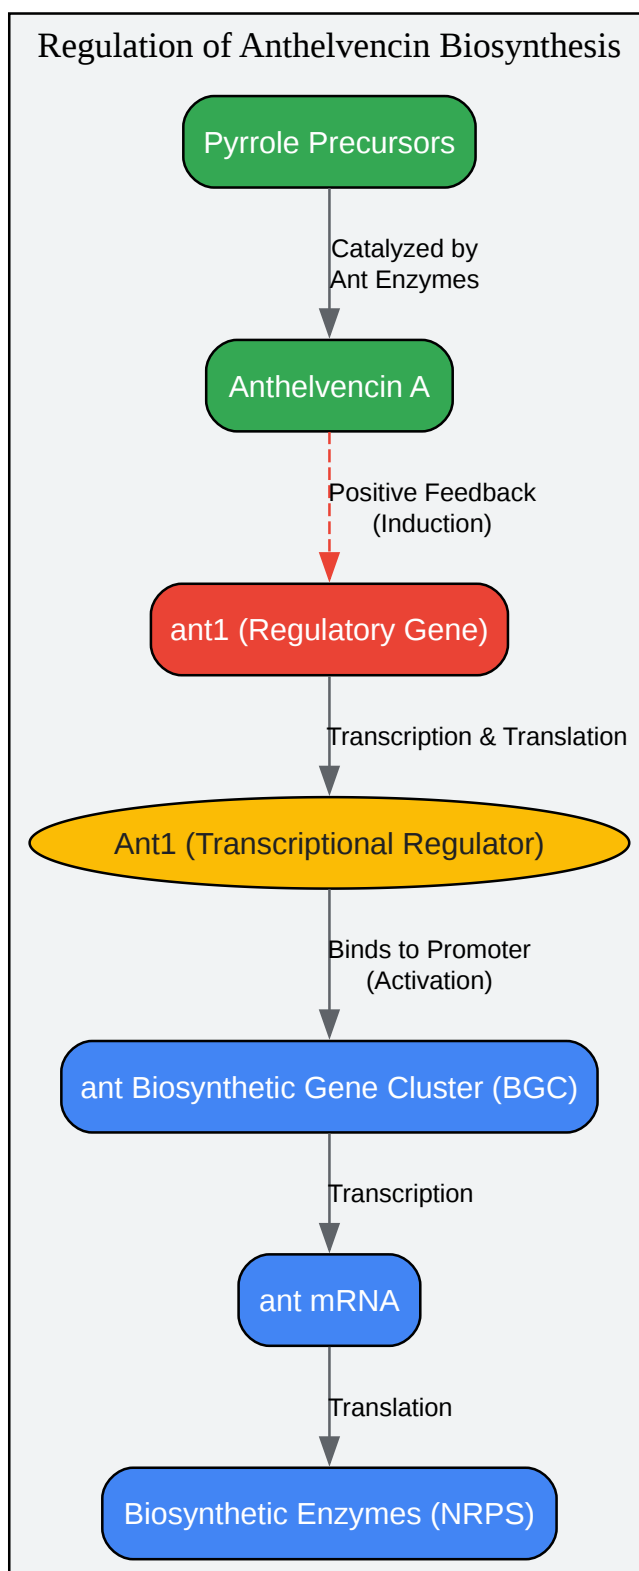 Regulation of Anthelvencin Biosynthesis
Pyrrole Precursors
Catalyzed by
Ant Enzymes
Anthelvencin A
Positive Feedback
(Induction)
ant1 (Regulatory Gene)
Transcription & Translation
Ant1 (Transcriptional Regulator)
Binds to Promoter
(Activation)
ant Biosynthetic Gene Cluster (BGC)
Transcription
ant mRNA
Translation
Biosynthetic Enzymes (NRPS)